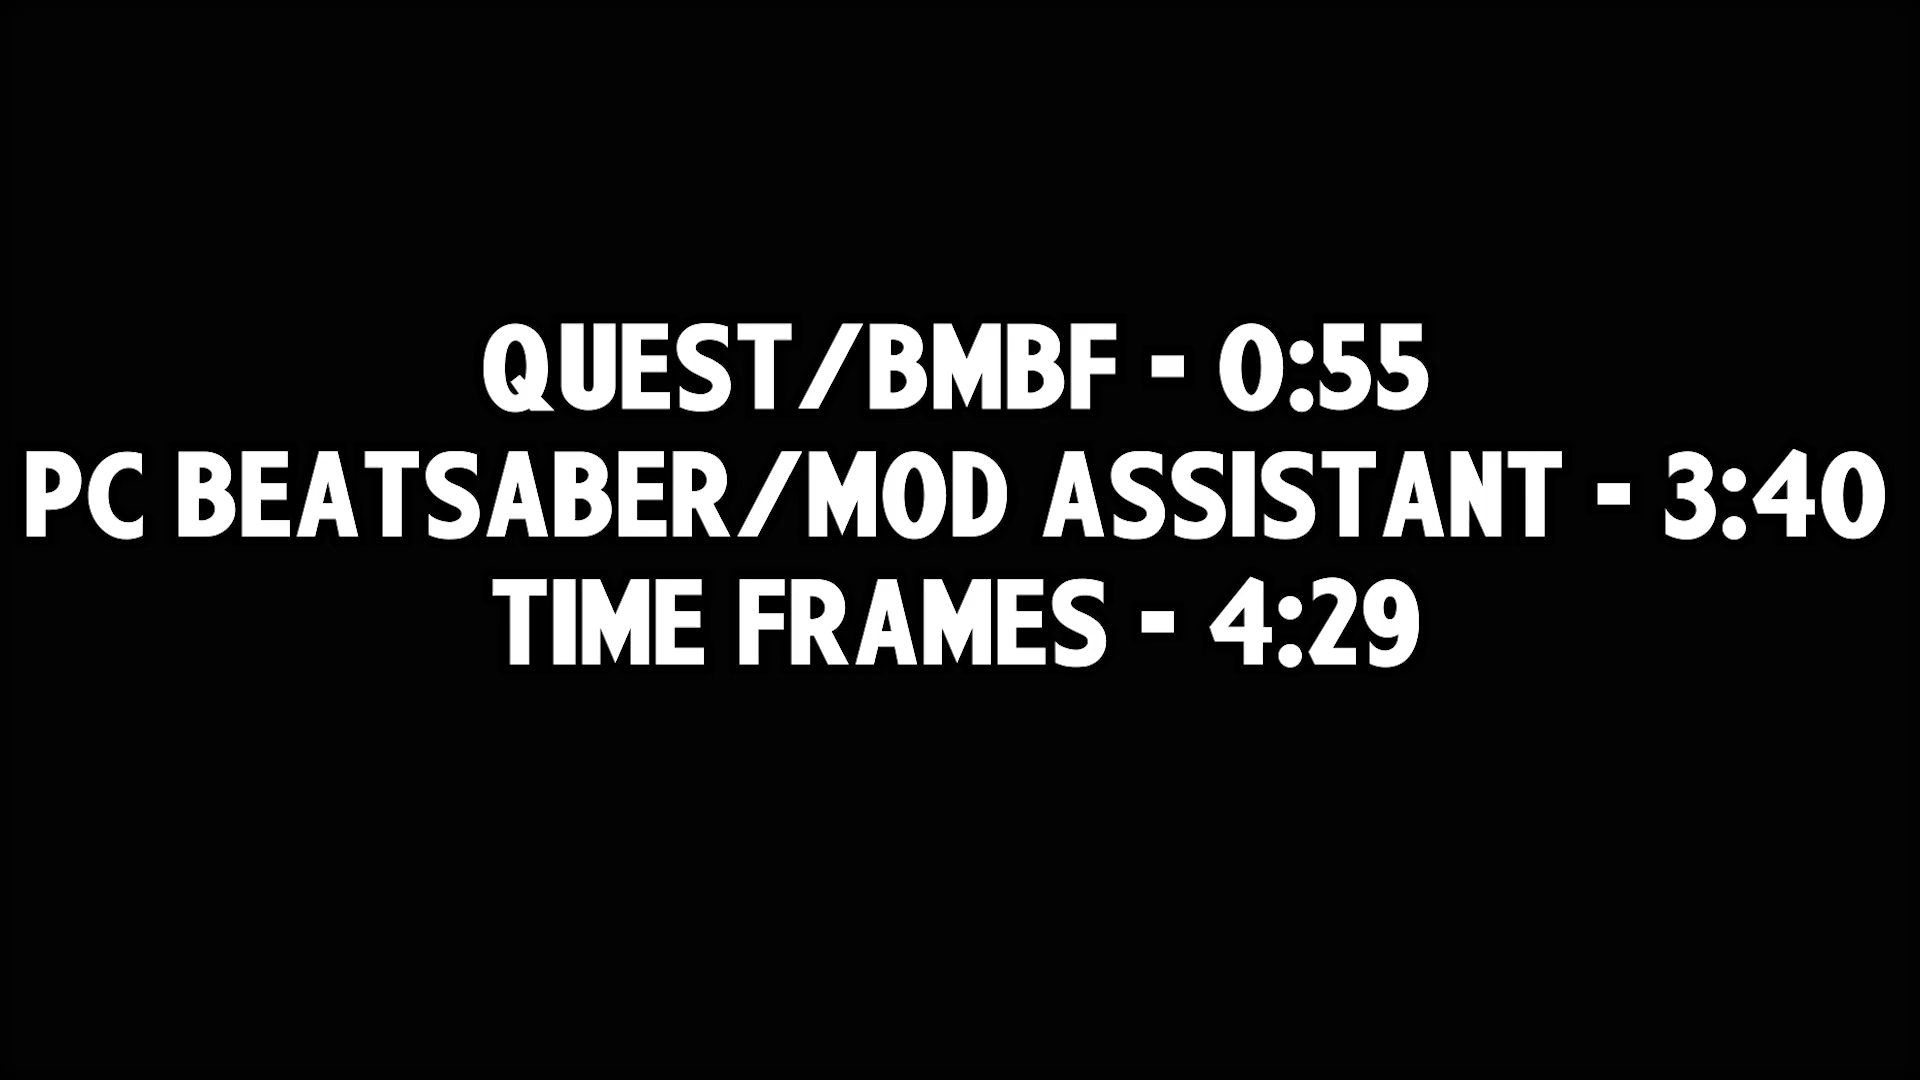 QUEST/BMBF - 0:55
PC BEATSABER/MOD ASSISTANT - 3:40
TIME FRAMES - 4:29